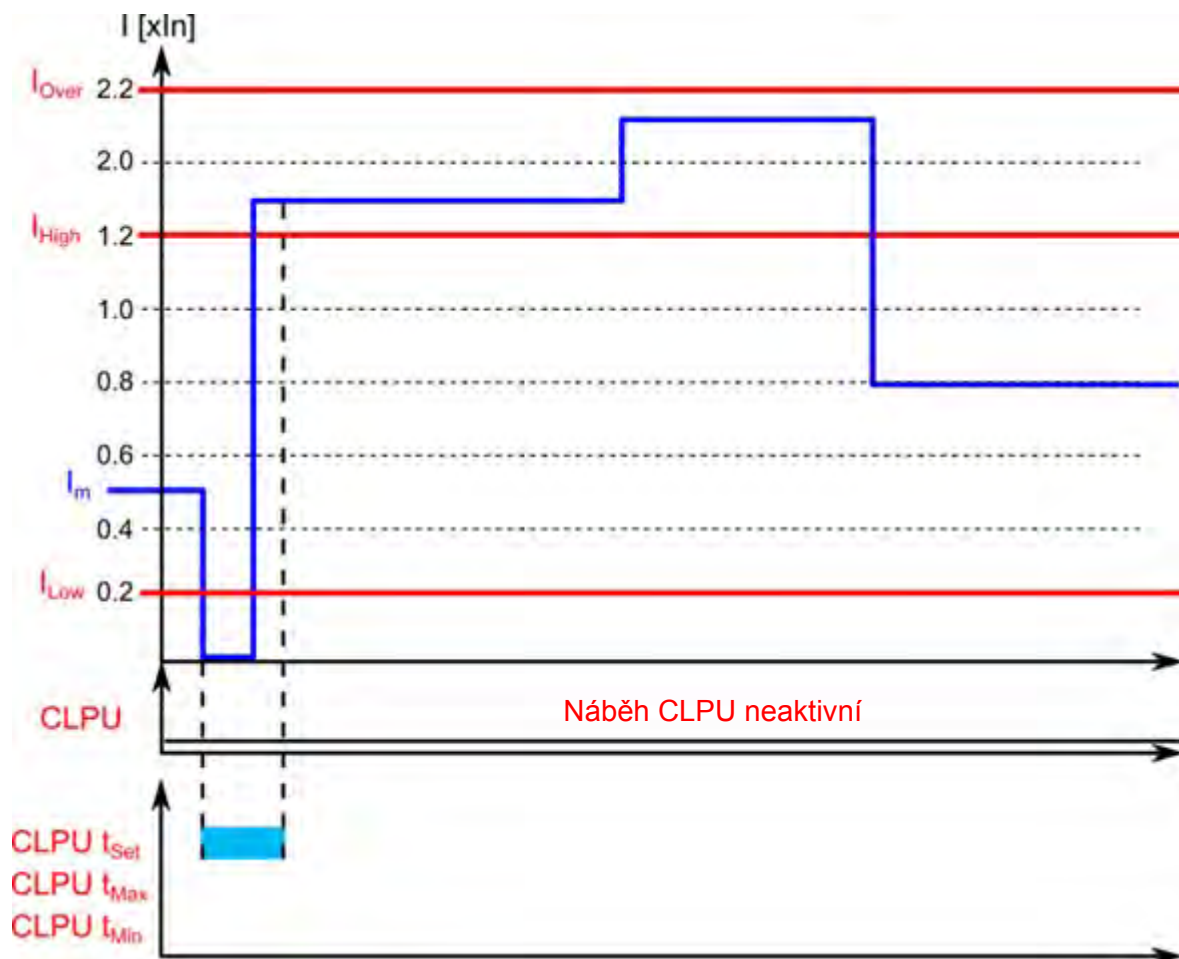 I [xIn]
IOver 2.2
2.0
IHigh 1.2
1.0
0.8
0.6
Im
0.4
ILow 0.2
CLPU
Náběh CLPU neaktivní
CLPU tSet
CLPU tMax
CLPU tMin